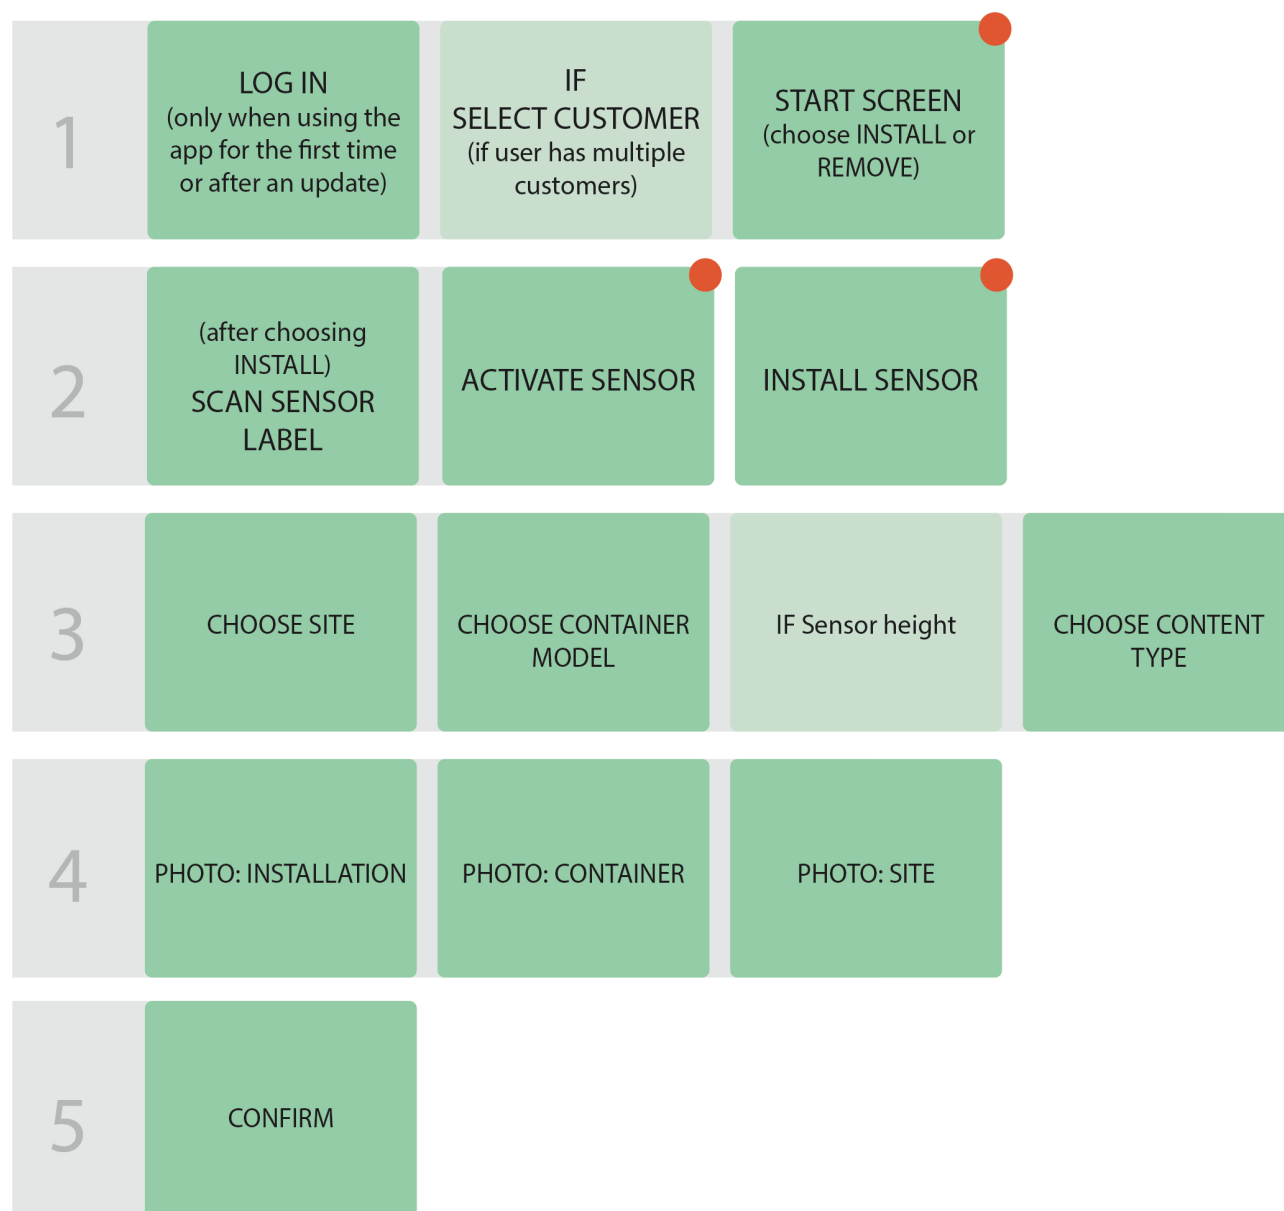 1
LOG IN
(only when using the
app for the first time
or after an update)
IF
SELECT CUSTOMER
(if user has multiple
customers)
START SCREEN
(choose INSTALL or
REMOVE)
2
(after choosing
INSTALL)
SCAN SENSOR
LABEL
ACTIVATE SENSOR
INSTALL SENSOR
3
CHOOSE SITE
CHOOSE CONTAINER
MODEL
IF Sensor height
CHOOSE CONTENT
TYPE
4
PHOTO: INSTALLATION
PHOTO: CONTAINER
PHOTO: SITE
5
CONFIRM